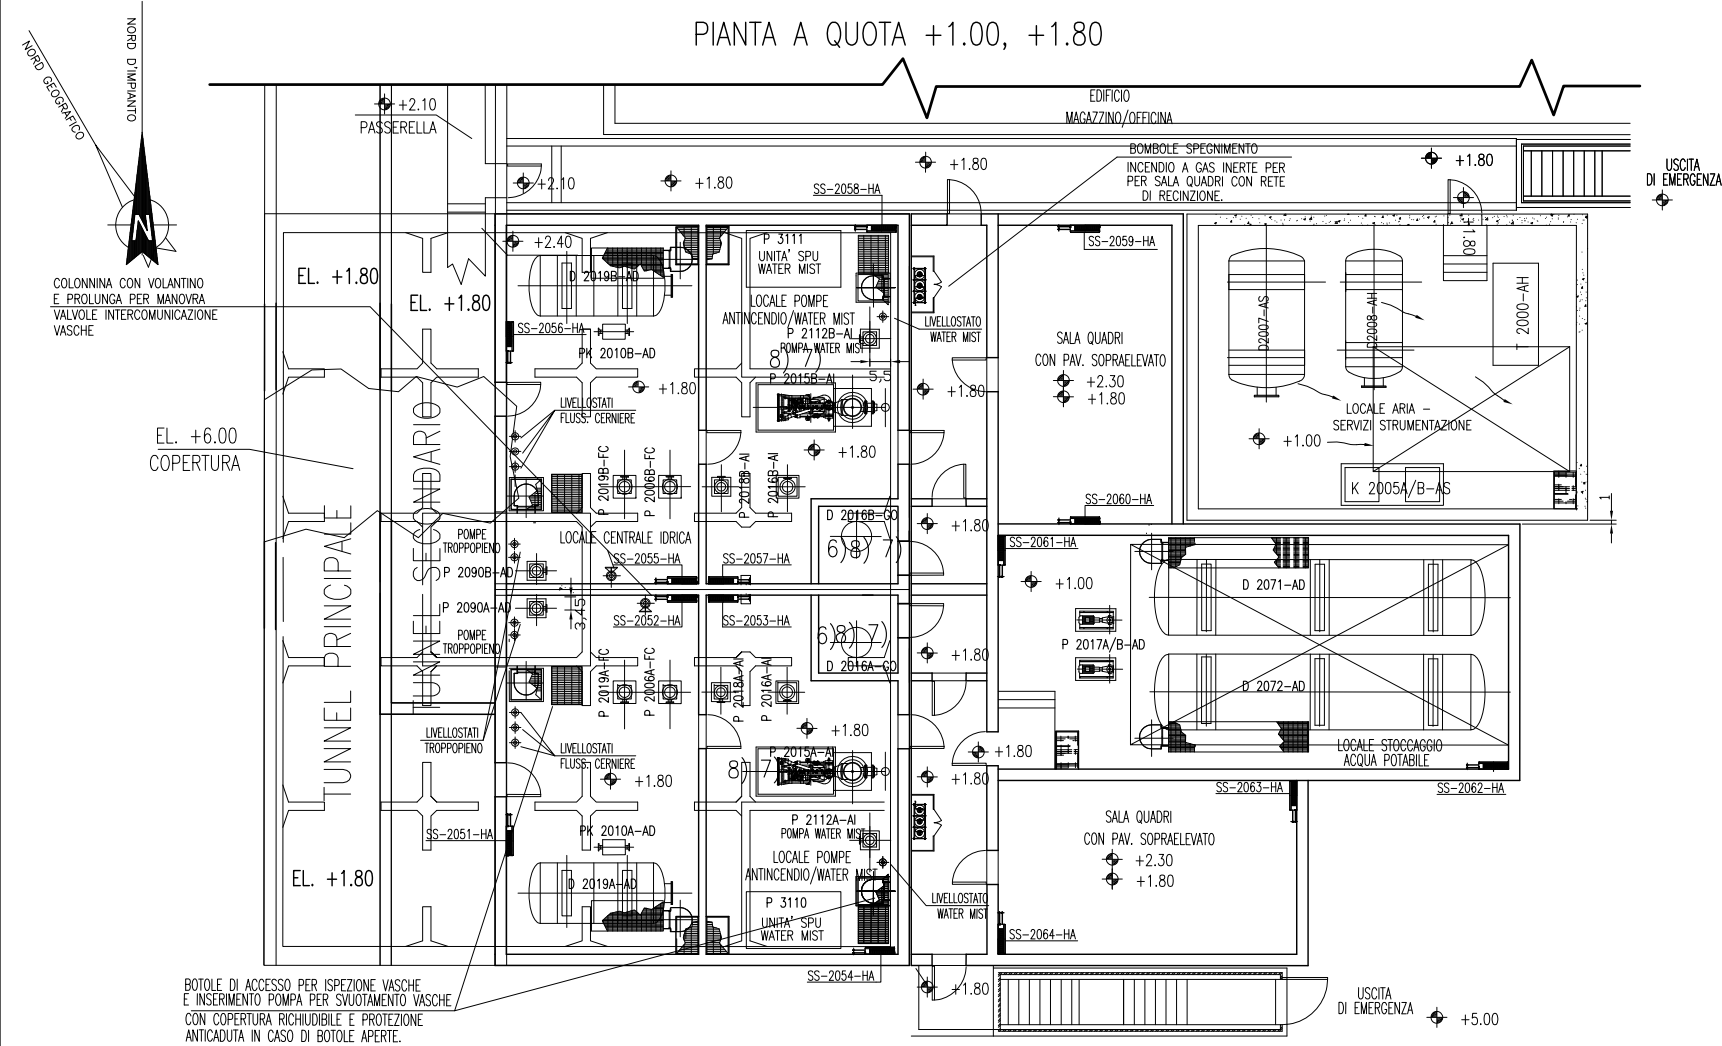 PIANTA A QUOTA +1.00, +1.80
NORD D'IMPIANTO
NORD GEOGRAFICO
N
+2.10
PASSERELLA
EDIFICIO
MAGAZZINO/OFFICINA
+2.10
+1.80
+1.80
BOMBOLE SPEGNIMENTO
INCENDIO A GAS INERTE PER
PER SALA QUADRI CON RETE
DI RECINZIONE.
+1.80
+1.80
USCITA
DI EMERGENZA
SS-2058-HA
COLONNINA CON VOLANTINO
E PROLUNGA PER MANOVRA
VALVOLE INTERCOMUNICAZIONE
VASCHE
EL. +1.80
EL. +1.80
+2.40
D 2019B-AD
P 3111
UNITA' SPU
WATER MIST
LOCALE POMPE
ANTINCENDIO/WATER MIST
P 2112B-AI
POMPA WATER MIST
LIVELLOSTATO
WATER MIST
SS-2059-HA
SS-2056-HA
PK 2010B-AD
+1.80
8) 7)
5,5
P 2015B-AI
+1.80
SALA QUADRI
CON PAV. SOPRAELEVATO
+2.30
+1.80
D2007-AS
D2008-AH
T 2000-AH
LOCALE ARIA -
SERVIZI STRUMENTAZIONE
+1.00
K 2005A/B-AS
1
EL. +6.00
COPERTURA
LIVELLOSTATI
FLUSS. CERNIERE
+1.80
P 2019B-FC
P 2006B-FC
P 2018B-AI
P 2016B-AI
SS-2060-HA
TUNNEL PRINCIPALE
TUNNEL SECONDARIO
POMPE
TROPPOPIENO
P 2090B-AD
LOCALE CENTRALE IDRICA
D 2016B-GO
6)8) 7)
+1.80
SS-2055-HA
SS-2057-HA
SS-2061-HA
+1.00
D 2071-AD
P 2090A-AD
POMPE
TROPPOPIENO
3,45
SS-2052-HA
SS-2053-HA
6)8) 7)
D 2016A-GO
+1.80
P 2017A/B-AD
D 2072-AD
P 2019A-FC
P 2006A-FC
P 2018A-AI
P 2016A-AI
LIVELLOSTATI
TROPPOPIENO
LIVELLOSTATI
FLUSS. CERNIERE
+1.80
+1.80
8) 7)
P 2015A-AI
+1.80
+1.80
LOCALE STOCCAGGIO
ACQUA POTABILE
SS-2063-HA
SS-2062-HA
SS-2051-HA
PK 2010A-AD
P 2112A-AI
POMPA WATER MIST
LOCALE POMPE
ANTINCENDIO/WATER MIST
SALA QUADRI
CON PAV. SOPRAELEVATO
+2.30
+1.80
EL. +1.80
D 2019A-AD
P 3110
UNITA' SPU
WATER MIST
LIVELLOSTATO
WATER MIST
SS-2064-HA
SS-2054-HA
+1.80
BOTOLE DI ACCESSO PER ISPEZIONE VASCHE
E INSERIMENTO POMPA PER SVUOTAMENTO VASCHE
CON COPERTURA RICHIUDIBILE E PROTEZIONE
ANTICADUTA IN CASO DI BOTOLE APERTE.
USCITA
DI EMERGENZA
+5.00